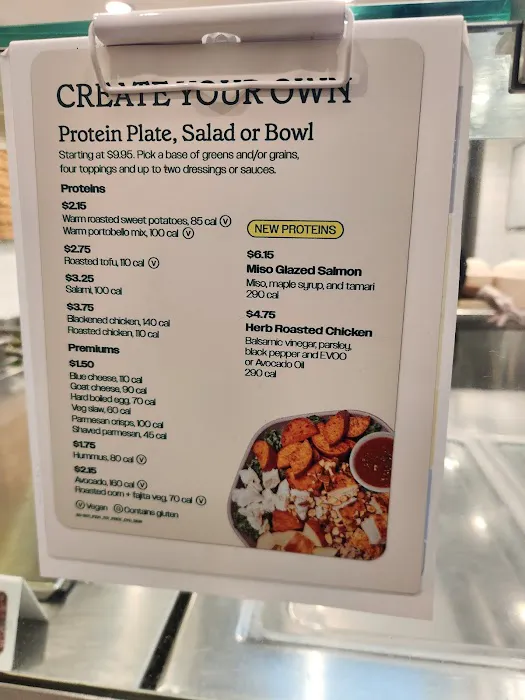 CREATE YOUR OWN
Protein Plate, Salad or Bowl
Starting at $9.95. Pick a base of greens and/or grains,
four toppings and up to two dressings or sauces.
Proteins
$2.15
Warm roasted sweet potatoes, 85 cal V
Warm portobello mix, 100 cal V
$2.75
Roasted tofu, 110 cal V
$3.25
Salami, 100 cal
$3.75
Blackened chicken, 140 cal
Roasted chicken, 110 cal
Premiums
$1.50
Blue cheese, 110 cal
Goat cheese, 90 cal
Hard boiled egg, 70 cal
Veg slaw, 60 cal
Parmesan crisps, 100 cal
Shaved parmesan, 45 cal
$1.75
Hummus, 80 cal V
$2.15
Avocado, 160 cal V
Roasted corn + fajita veg, 70 cal V
V Vegan G Contains gluten
NEW PROTEINS
$6.15
Miso Glazed Salmon
Miso, maple syrup, and tamari
290 cal
$4.75
Herb Roasted Chicken
Balsamic vinegar, parsley,
black pepper and EVOO
or Avocado Oil
290 cal